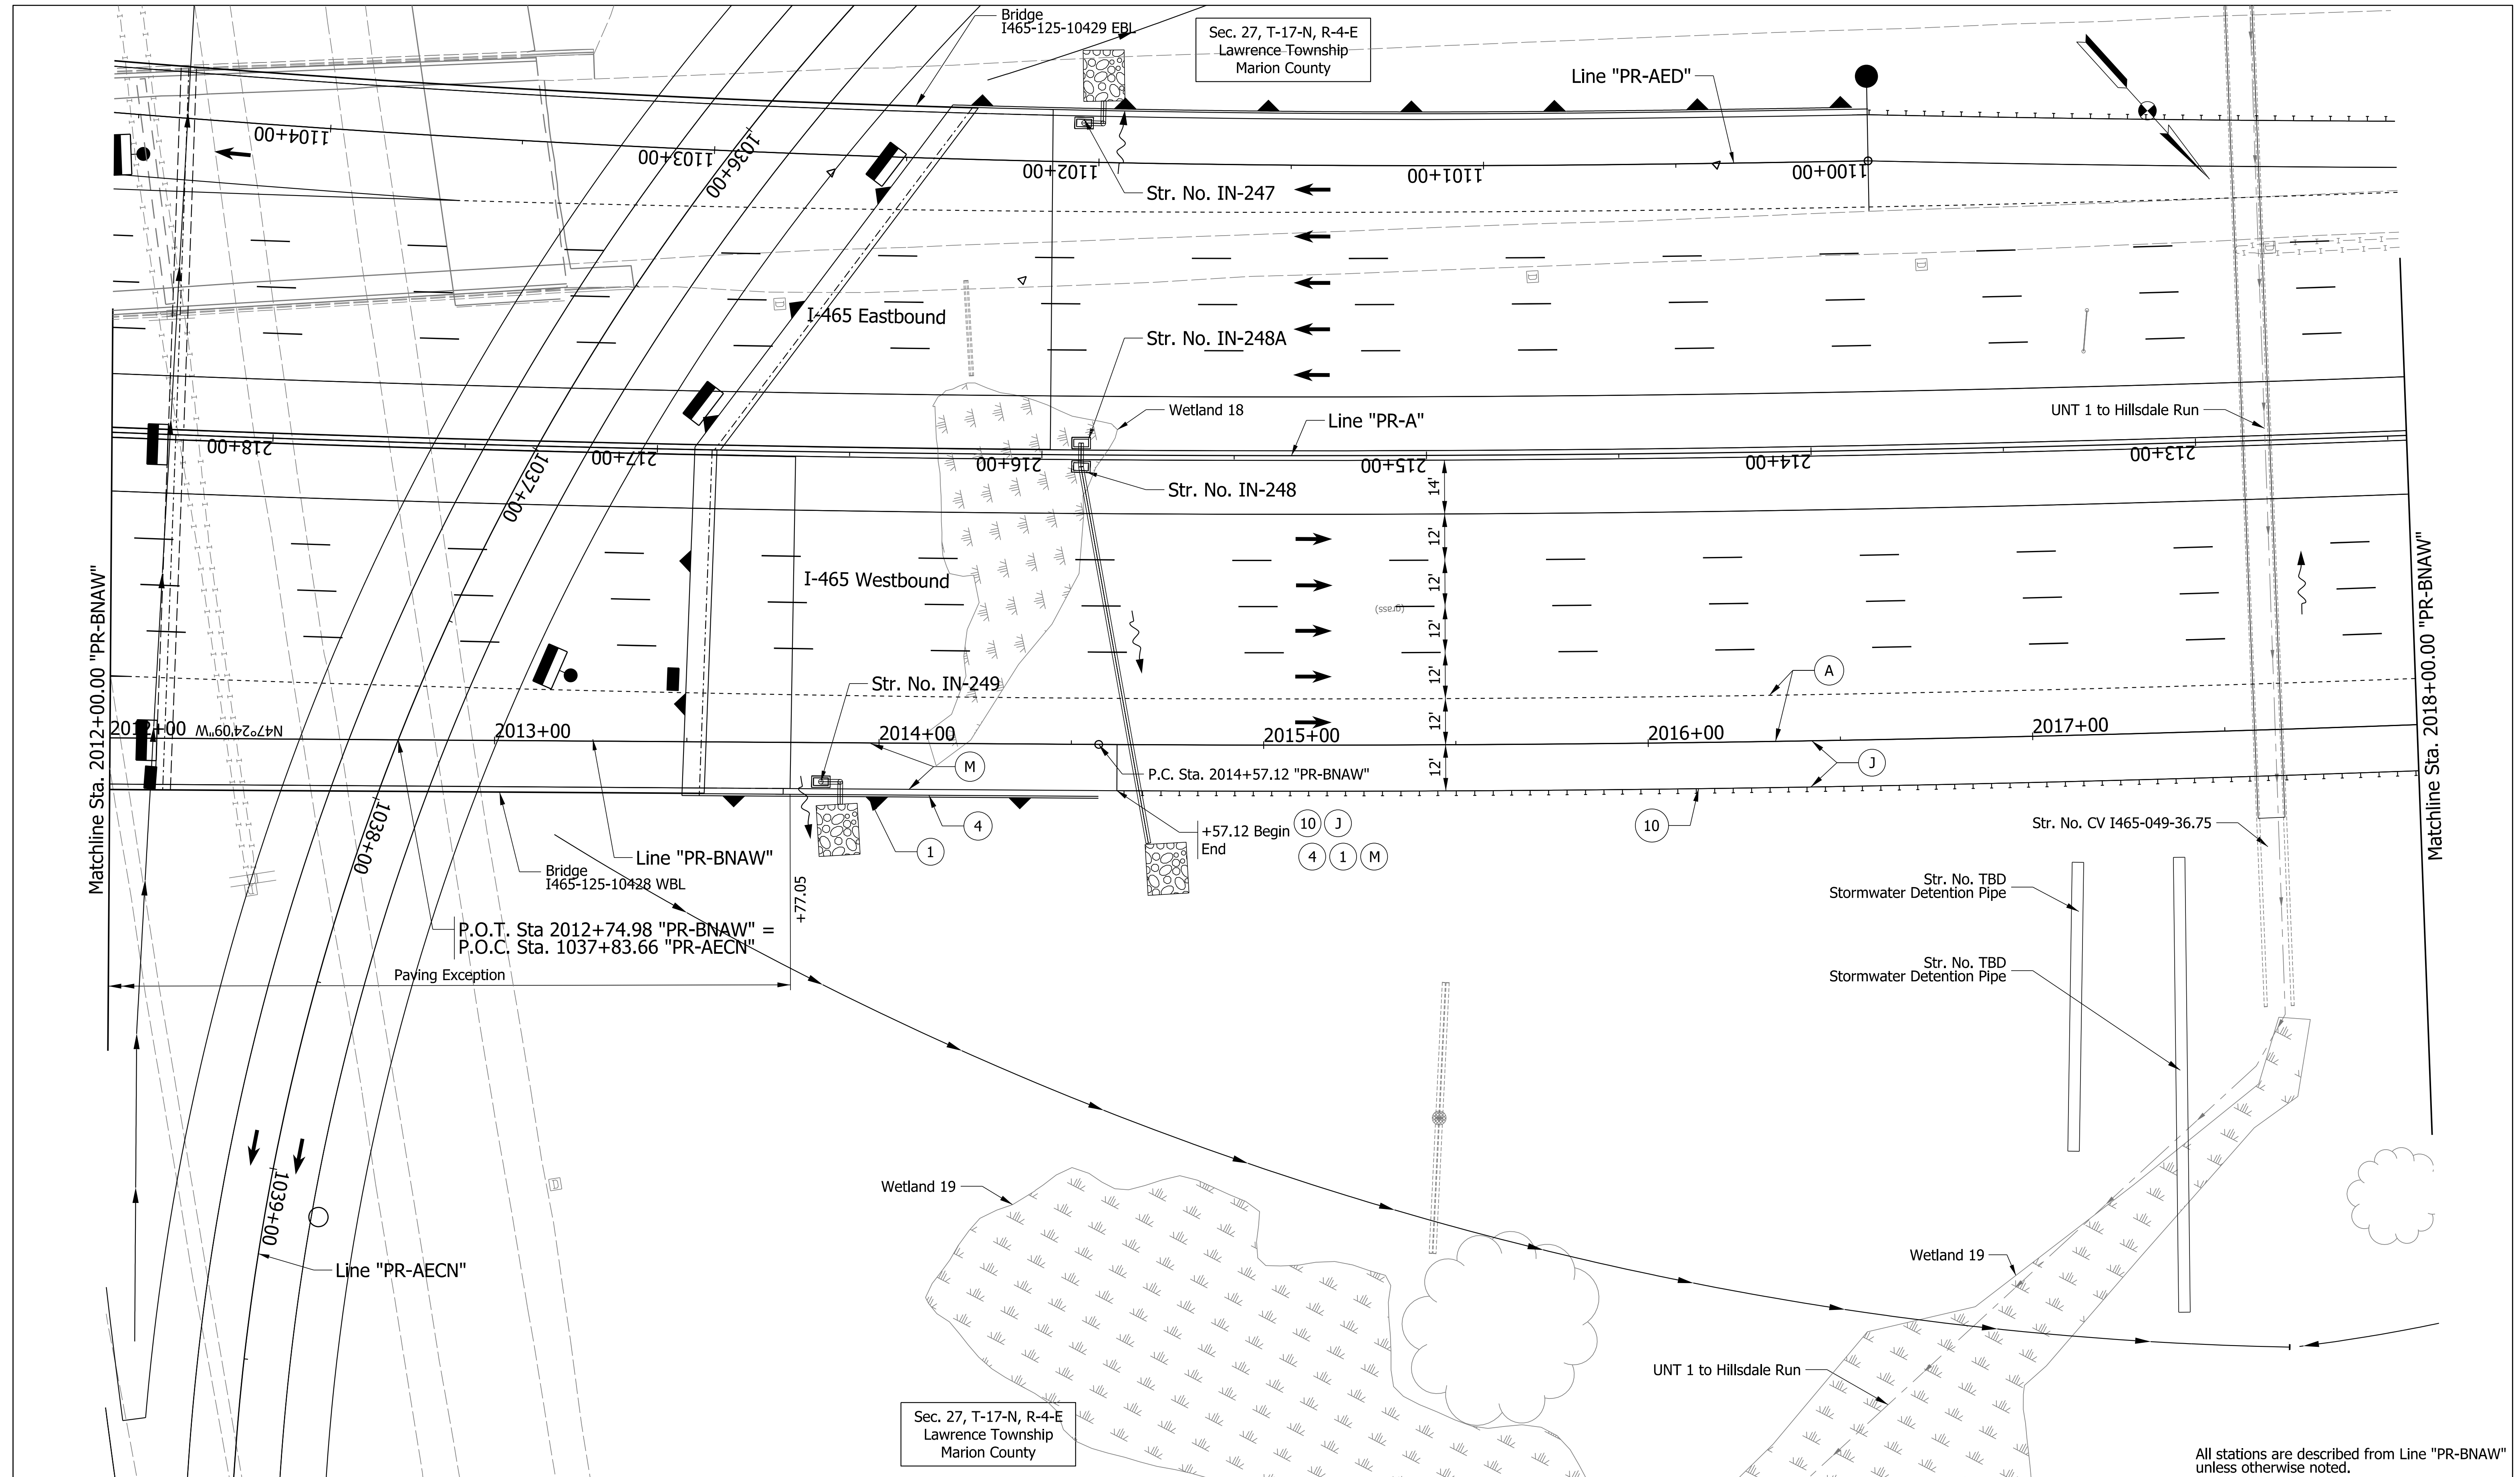 Bridge
I465-125-10429 EBL
Sec. 27, T-17-N, R-4-E
Lawrence Township
Marion County
Line "PR-AED"
1104+00
1103+00
1036+00
1102+00
1101+00
1100+00
Str. No. IN-247
I-465 Eastbound
Str. No. IN-248A
Wetland 18
Line "PR-A"
UNT 1 to Hillsdale Run
218+00
217+00
216+00
215+00
214+00
213+00
1037+00
Str. No. IN-248
14'
12'
12'
12'
12'
12'
12'
I-465 Westbound
(grass)
Matchline Sta. 2012+00.00 "PR-BNAW"
Matchline Sta. 2018+00.00 "PR-BNAW"
A
Str. No. IN-249
2012+00
N47°24'09"W
2013+00
2014+00
2015+00
2016+00
2017+00
M
P.C. Sta. 2014+57.12 "PR-BNAW"
J
1038+00
4
1
+57.12 Begin 10 J
End 4 1 M
10
Str. No. CV I465-049-36.75
Line "PR-BNAW"
Bridge
I465-125-10428 WBL
+77.05
Str. No. TBD
Stormwater Detention Pipe
P.O.T. Sta 2012+74.98 "PR-BNAW" =
P.O.C. Sta. 1037+83.66 "PR-AECN"
Paving Exception
Str. No. TBD
Stormwater Detention Pipe
1039+00
Wetland 19
Line "PR-AECN"
Wetland 19
UNT 1 to Hillsdale Run
Sec. 27, T-17-N, R-4-E
Lawrence Township
Marion County
All stations are described from Line "PR-BNAW"
unless otherwise noted.